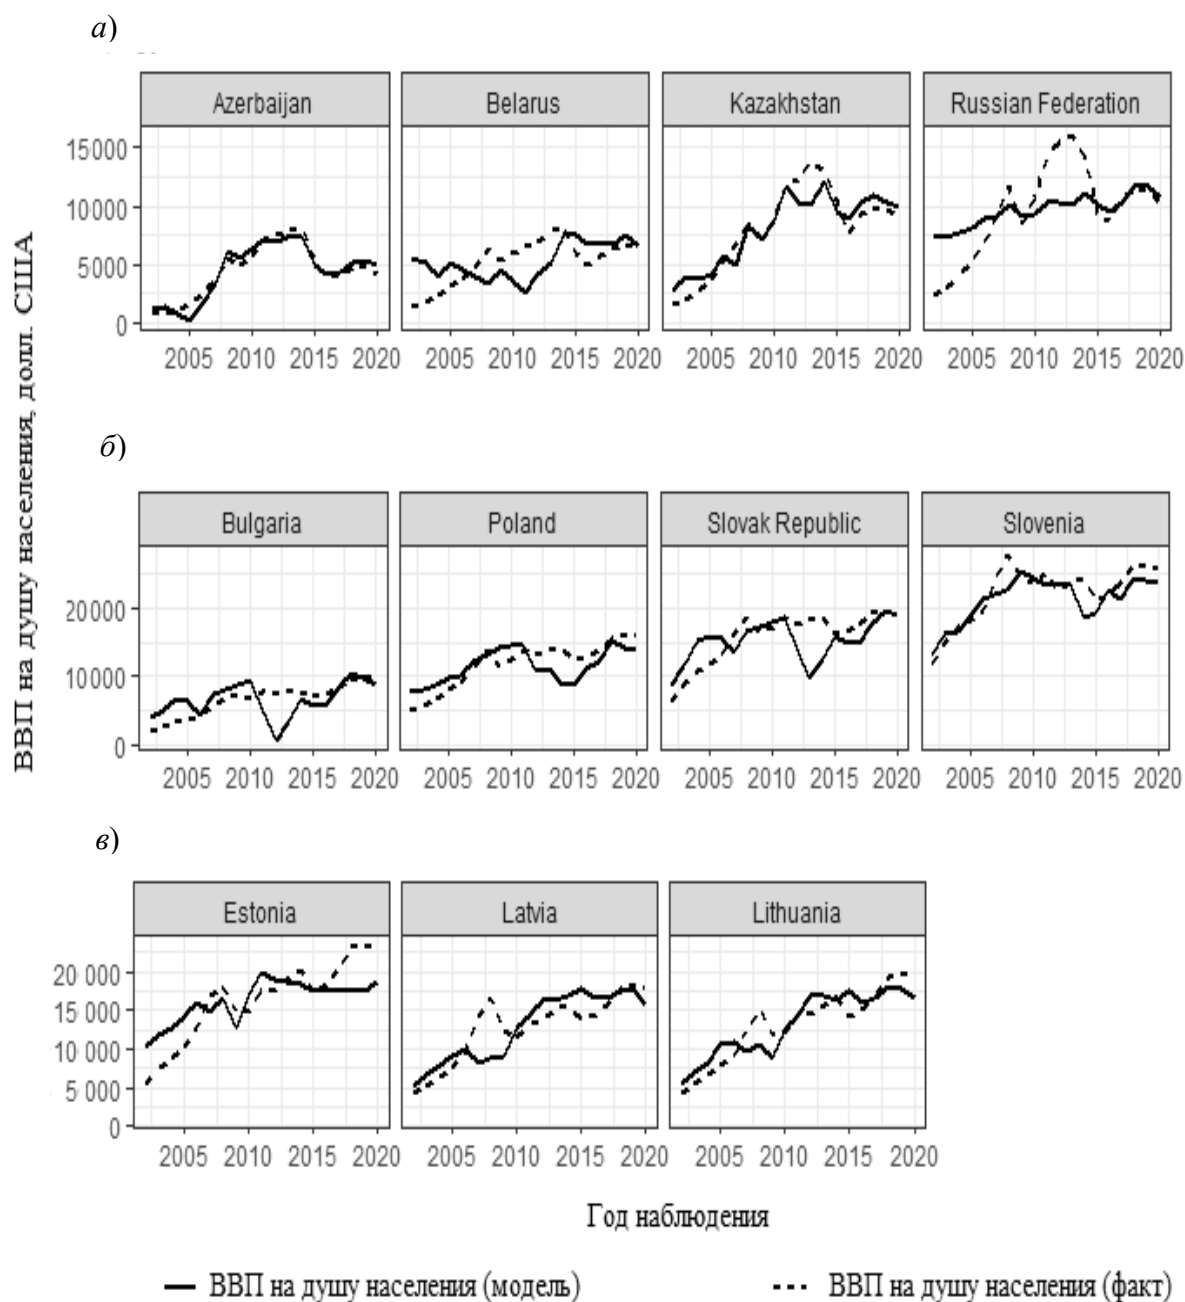 а)
Azerbaijan Belarus Kazakhstan Russian Federation
15000
10000
5000
0
2005 2010 2015 2020 2005 2010 2015 2020 2005 2010 2015 2020 2005 2010 2015 2020
ВВП на душу населения, долл. США
б)
Bulgaria Poland Slovak Republic Slovenia
20000
10000
0
2005 2010 2015 2020 2005 2010 2015 2020 2005 2010 2015 2020 2005 2010 2015 2020
в)
Estonia Latvia Lithuania
20 000
15 000
10 000
5 000
0
2005 2010 2015 2020 2005 2010 2015 2020 2005 2010 2015 2020
Год наблюдения
ВВП на душу населения (модель) ВВП на душу населения (факт)